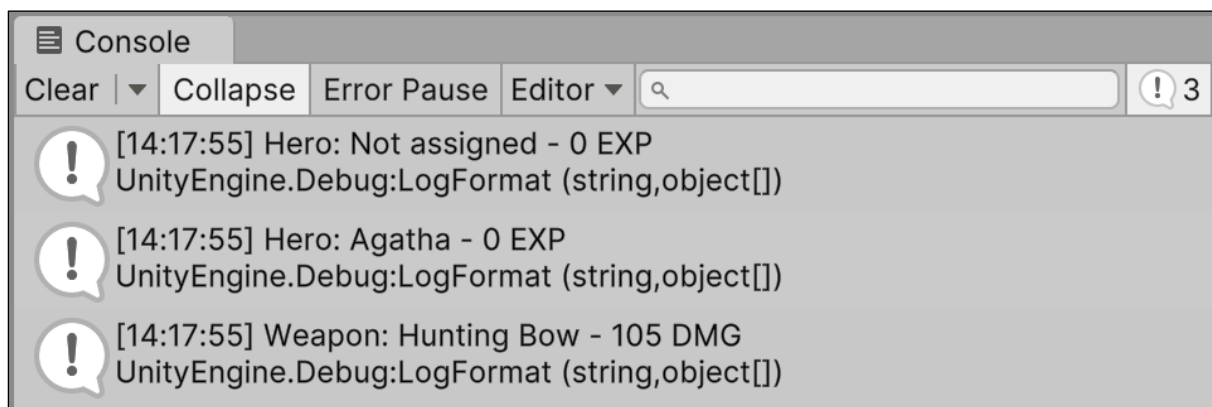 Console
Clear Collapse Error Pause Editor 3
[14:17:55] Hero: Not assigned - 0 EXP
UnityEngine.Debug:LogFormat (string,object[])
[14:17:55] Hero: Agatha - 0 EXP
UnityEngine.Debug:LogFormat (string,object[])
[14:17:55] Weapon: Hunting Bow - 105 DMG
UnityEngine.Debug:LogFormat (string,object[])